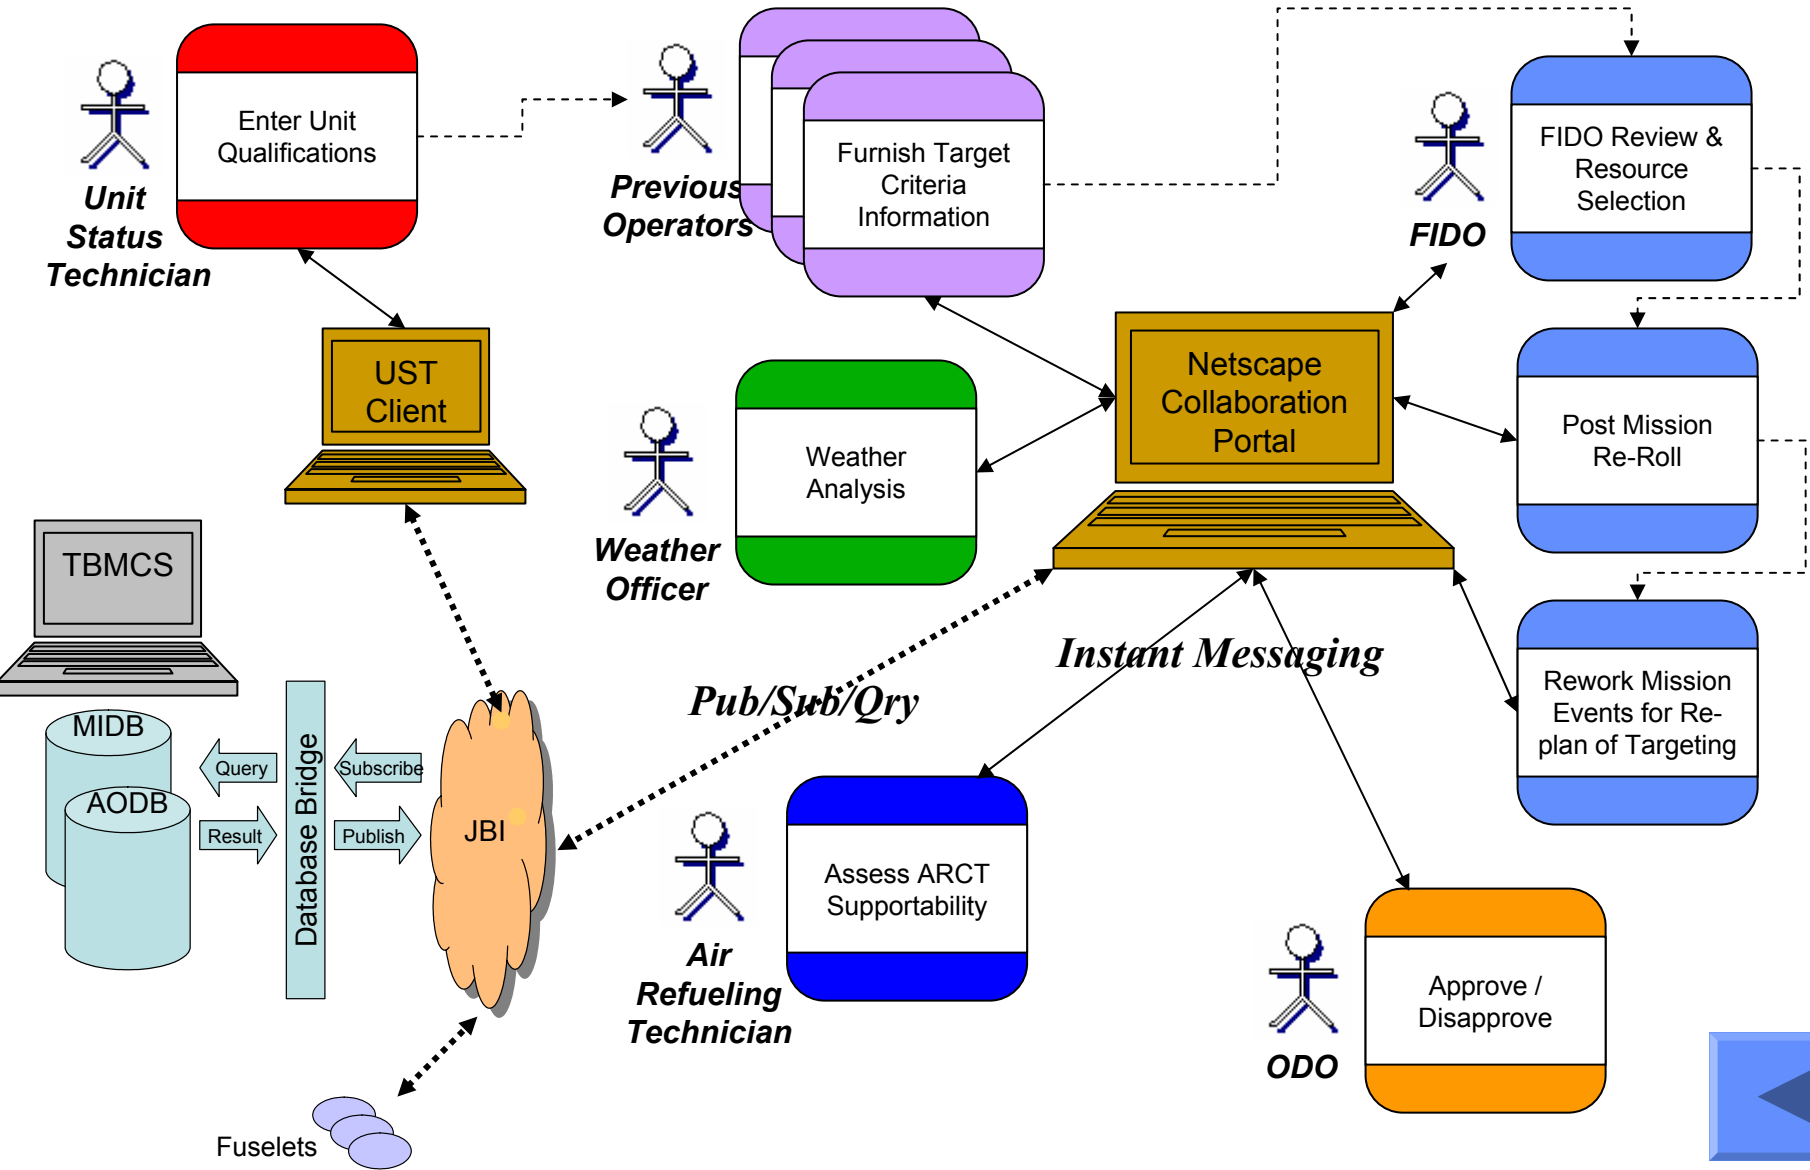 Enter Unit
Qualifications
Unit
Status
Technician
Previous
Operators
Furnish Target
Criteria
Information
FIDO
FIDO Review &
Resource
Selection
UST
Client
Weather
Analysis
Weather
Officer
Netscape
Collaboration
Portal
Post Mission
Re-Roll
TBMCS
Instant Messaging
Pub/Sub/Qry
Rework Mission
Events for Re-
plan of Targeting
MIDB
AODB
Query
Result
Database Bridge
Subscribe
Publish
JBI
Assess ARCT
Supportability
Air
Refueling
Technician
Approve /
Disapprove
ODO
Fuselets